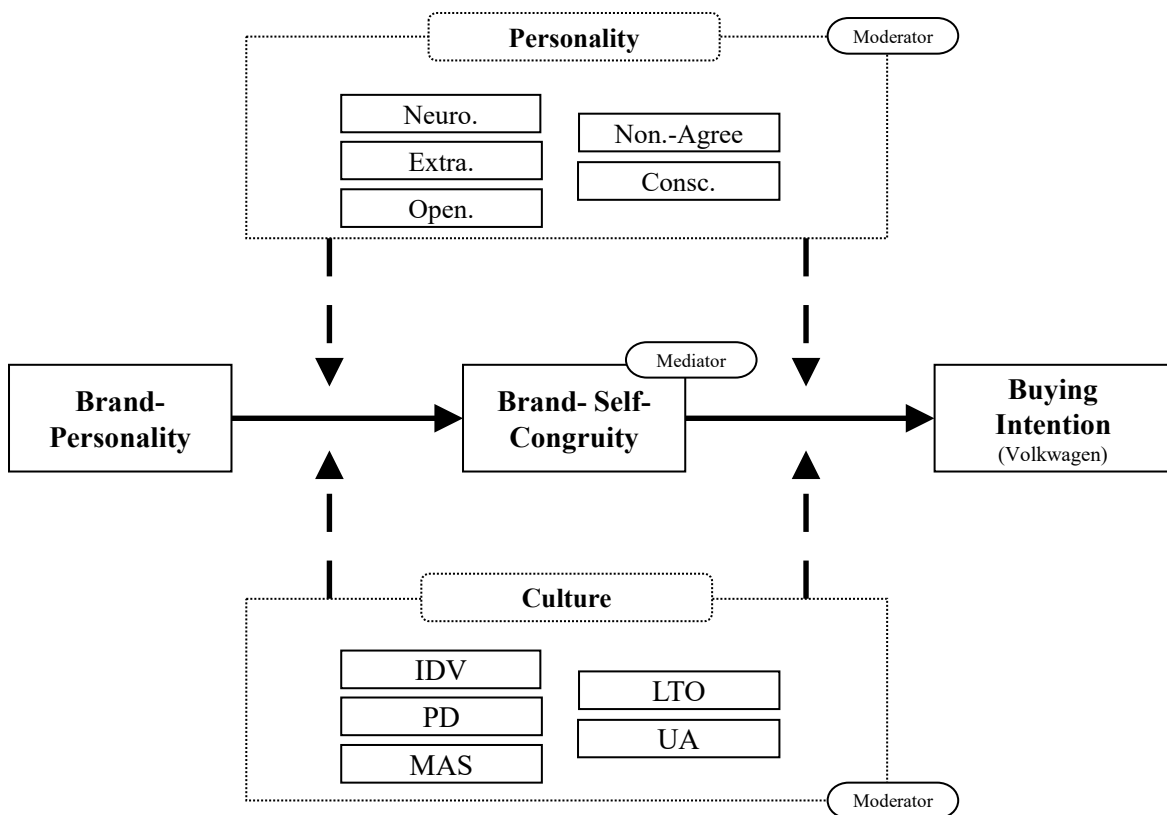 Personality
Moderator
Neuro.
Extra.
Open.
Non.-Agree
Consc.
Brand-
Personality
Mediator
Brand- Self-
Congruity
Buying
Intention
(Volkwagen)
Culture
IDV
PD
MAS
LTO
UA
Moderator